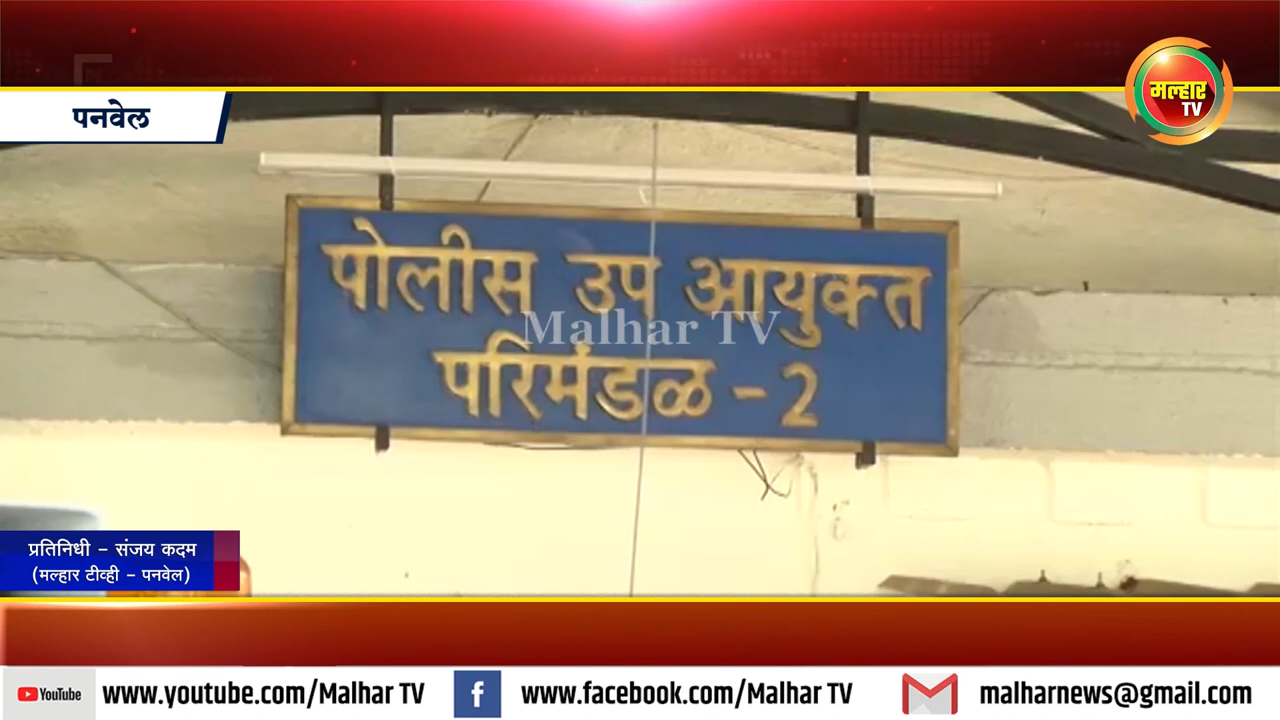 पनवेल
मल्हार
TV
पोलीस उप आयुक्त
Malhar TV
परिमंडळ - 2
प्रतिनिधी - संजय कदम
(मल्हार टीव्ही - पनवेल)
YouTube
www.youtube.com/Malhar TV
www.facebook.com/Malhar TV
malharnews@gmail.com